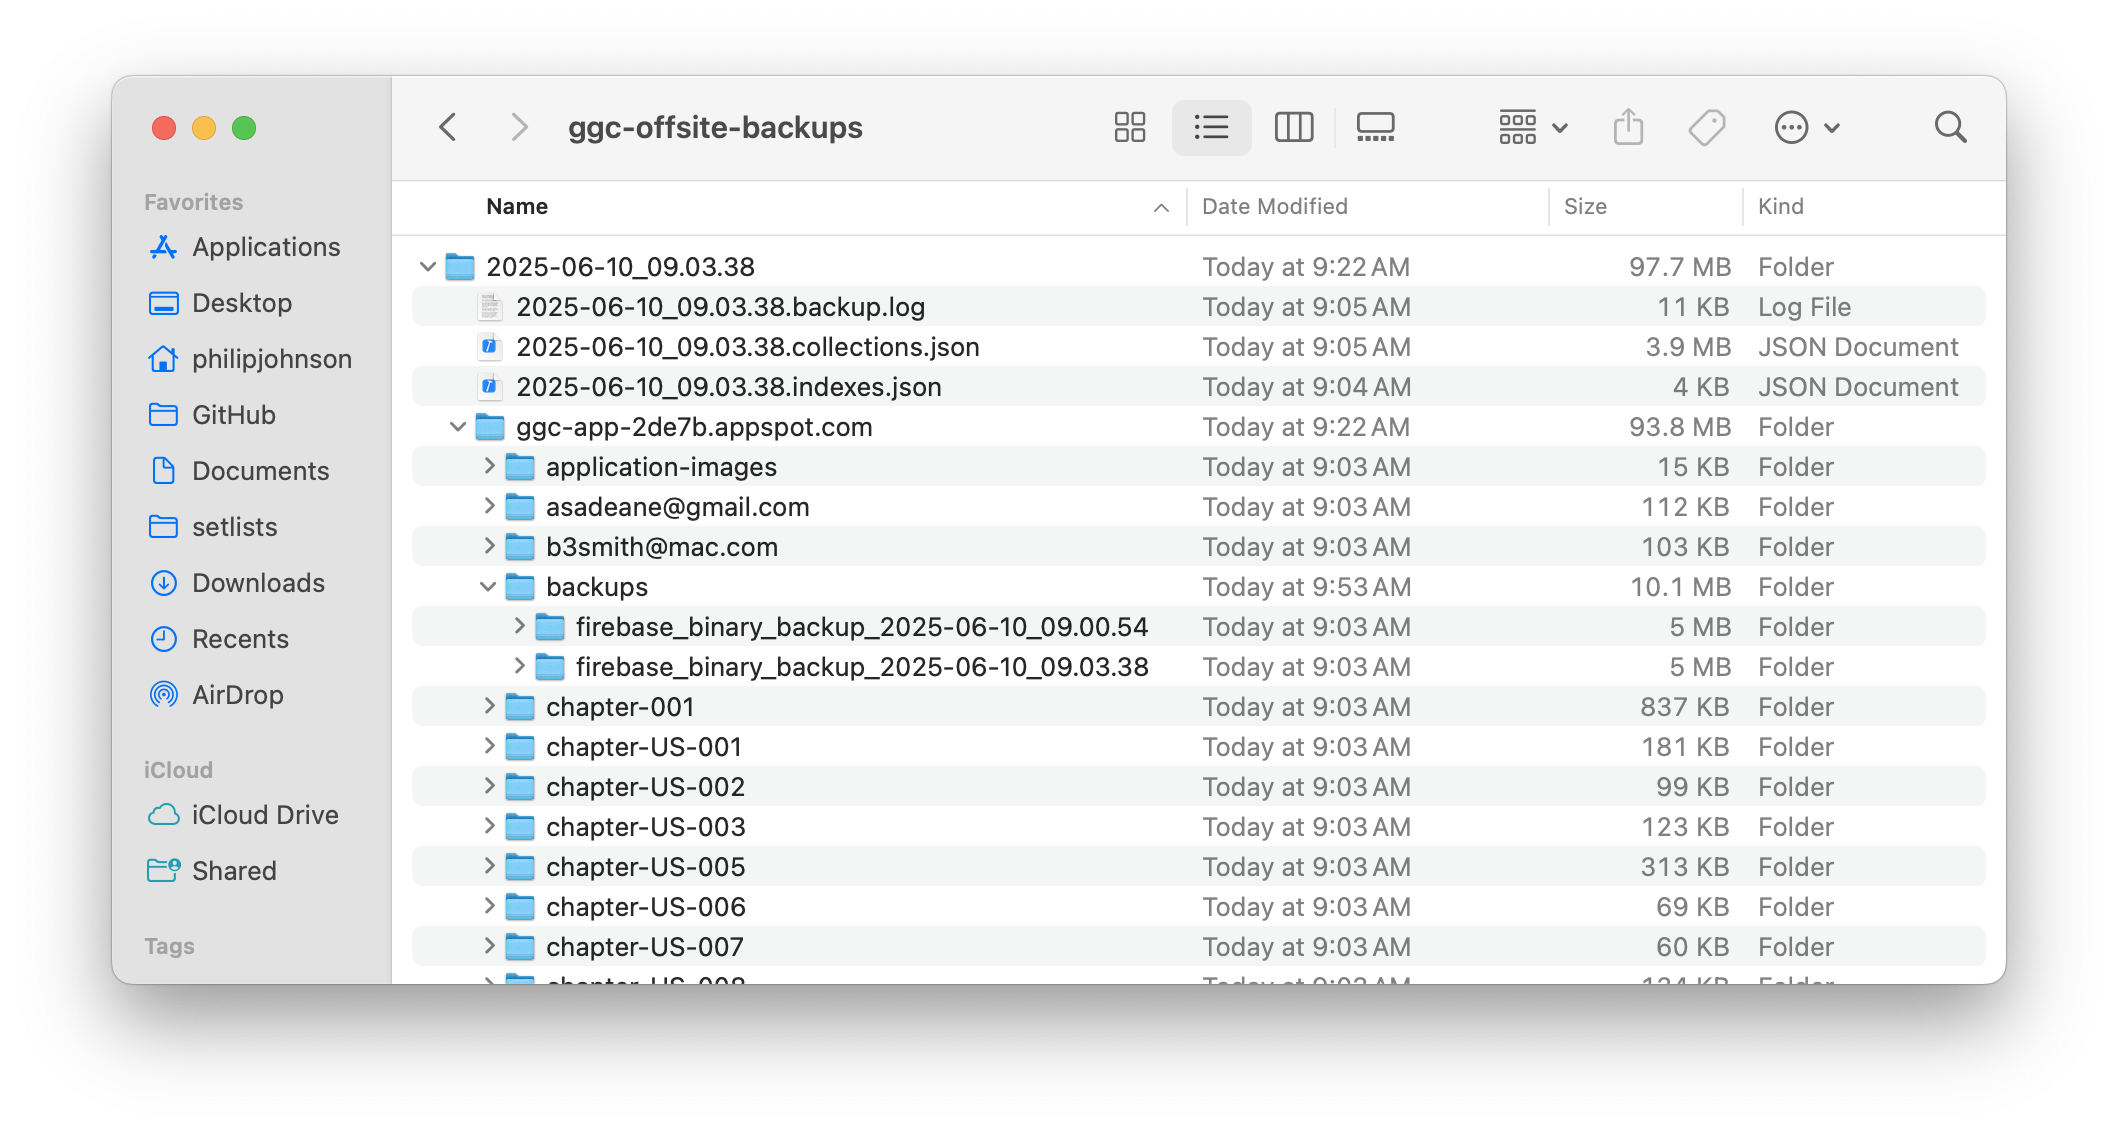 ggc-offsite-backups
Favorites
Applications
Desktop
philipjohnson
GitHub
Documents
setlists
Downloads
Recents
AirDrop
iCloud
iCloud Drive
Shared
Tags
Name Date Modified Size Kind
2025-06-10_09.03.38 Today at 9:22 AM 97.7 MB Folder
2025-06-10_09.03.38.backup.log Today at 9:05 AM 11 KB Log File
2025-06-10_09.03.38.collections.json Today at 9:05 AM 3.9 MB JSON Document
2025-06-10_09.03.38.indexes.json Today at 9:04 AM 4 KB JSON Document
ggc-app-2de7b.appspot.com Today at 9:22 AM 93.8 MB Folder
application-images Today at 9:03 AM 15 KB Folder
asadeane@gmail.com Today at 9:03 AM 112 KB Folder
b3smith@mac.com Today at 9:03 AM 103 KB Folder
backups Today at 9:53 AM 10.1 MB Folder
firebase_binary_backup_2025-06-10_09.00.54 Today at 9:03 AM 5 MB Folder
firebase_binary_backup_2025-06-10_09.03.38 Today at 9:03 AM 5 MB Folder
chapter-001 Today at 9:03 AM 837 KB Folder
chapter-US-001 Today at 9:03 AM 181 KB Folder
chapter-US-002 Today at 9:03 AM 99 KB Folder
chapter-US-003 Today at 9:03 AM 123 KB Folder
chapter-US-005 Today at 9:03 AM 313 KB Folder
chapter-US-006 Today at 9:03 AM 69 KB Folder
chapter-US-007 Today at 9:03 AM 60 KB Folder